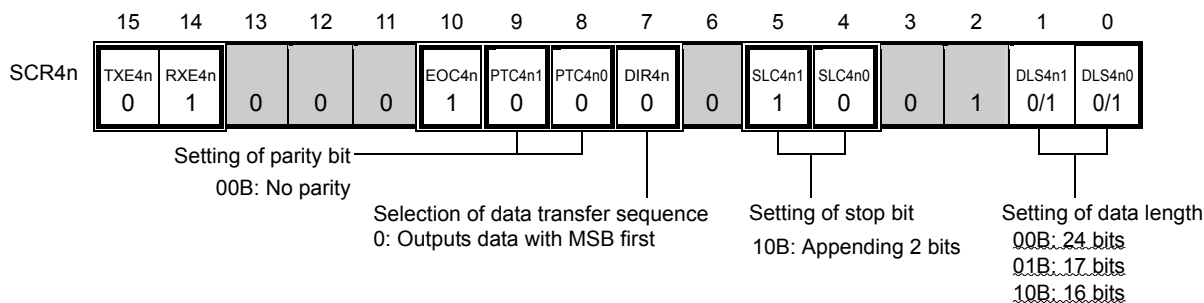 15 14 13 12 11 10 9 8 7 6 5 4 3 2 1 0
SCR4n
TXE4n RXE4n EOC4n PTC4n1 PTC4n0 DIR4n SLC4n1 SLC4n0 DLS4n1 DLS4n0
0 1 0 0 0 1 0 0 0 0 1 0 0 1 0/1 0/1
Setting of parity bit
00B: No parity
Selection of data transfer sequence
0: Outputs data with MSB first
Setting of stop bit
10B: Appending 2 bits
Setting of data length
00B: 24 bits
01B: 17 bits
10B: 16 bits